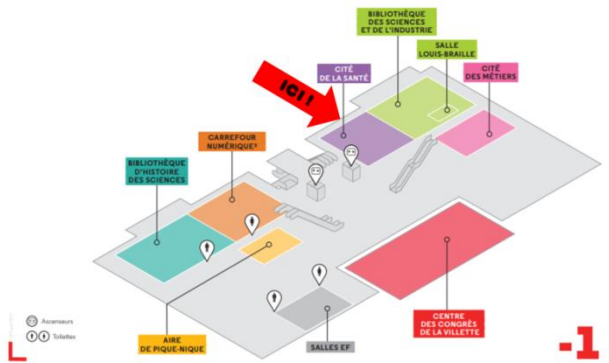 BIBLIOTHÈQUE
DES SCIENCES
ET DE L'INDUSTRIE
SALLE
LOUIS-BRAILLE
CITÉ
DE LA SANTÉ
CITÉ
DES MÉTIERS
ICI !
CARREFOUR
NUMÉRIQUE²
BIBLIOTHÈQUE
D'HISTOIRE
DES SCIENCES
Ascenseurs
Toilettes
AIRE
DE PIQUE-NIQUE
SALLES EF
CENTRE
DES CONGRÈS
DE LA VILLETTE
-1